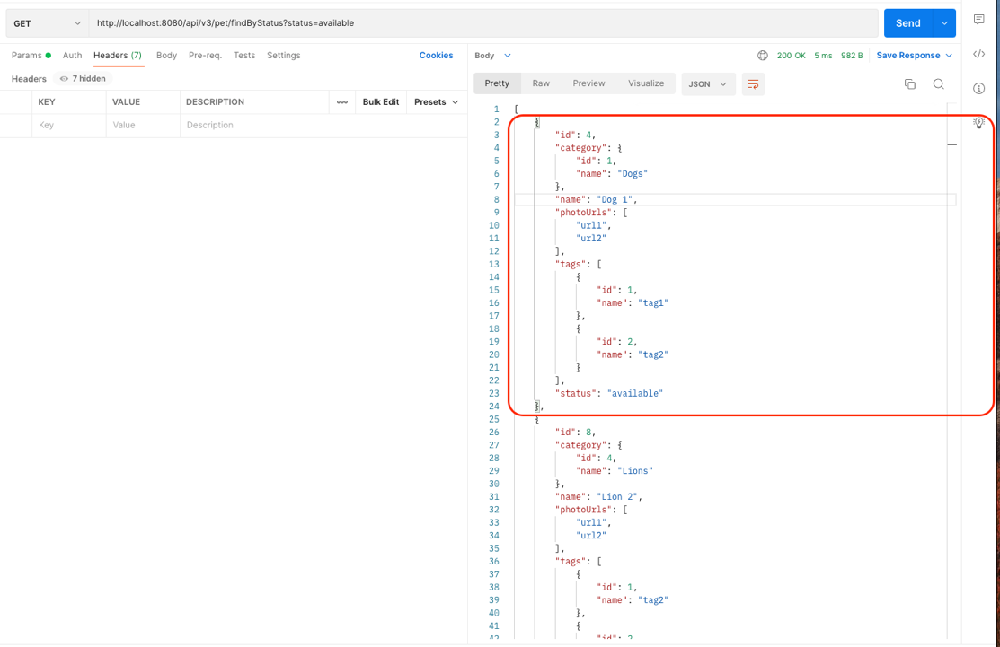 GET http://localhost:8080/api/v3/pet/findByStatus?status=available Send
Params Auth Headers (7) Body Pre-req. Tests Settings Cookies
Body 200 OK 5 ms 982 B Save Response
Headers 7 hidden
Pretty Raw Preview Visualize JSON
KEY VALUE DESCRIPTION Bulk Edit Presets
Key Value Description
1 [
2 {
3 "id": 4,
4 "category": {
5 "id": 1,
6 "name": "Dogs"
7 },
8 "name": "Dog 1",
9 "photoUrls": [
10 "url1",
11 "url2"
12 ],
13 "tags": [
14 {
15 "id": 1,
16 "name": "tag1"
17 },
18 {
19 "id": 2,
20 "name": "tag2"
21 }
22 ],
23 "status": "available"
24 },
25 {
26 "id": 8,
27 "category": {
28 "id": 4,
29 "name": "Lions"
30 },
31 "name": "Lion 2",
32 "photoUrls": [
33 "url1",
34 "url2"
35 ],
36 "tags": [
37 {
38 "id": 1,
39 "name": "tag2"
40 },
41 {
42 "id": 2